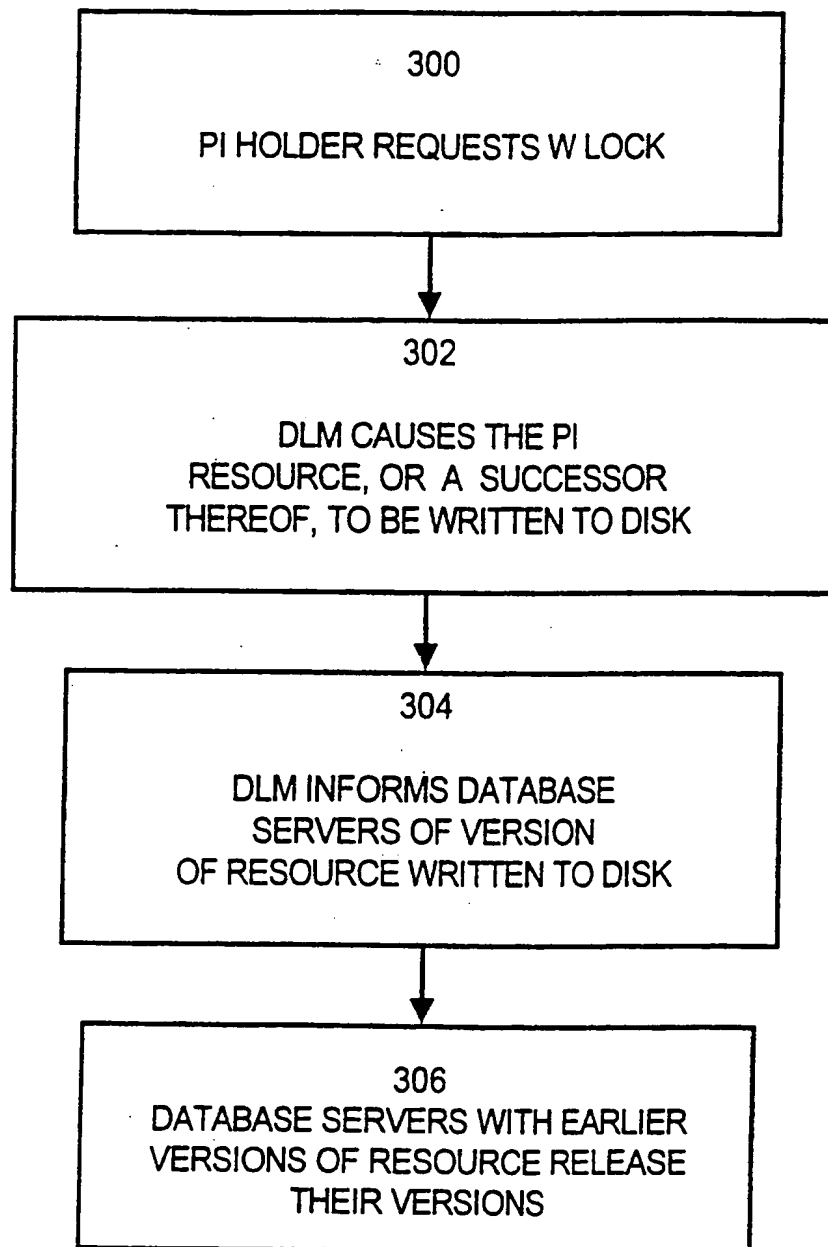 300
PI HOLDER REQUESTS W LOCK
302
DLM CAUSES THE PI
RESOURCE, OR A SUCCESSOR
THEREOF, TO BE WRITTEN TO DISK
304
DLM INFORMS DATABASE
SERVERS OF VERSION
OF RESOURCE WRITTEN TO DISK
306
DATABASE SERVERS WITH EARLIER
VERSIONS OF RESOURCE RELEASE
THEIR VERSIONS